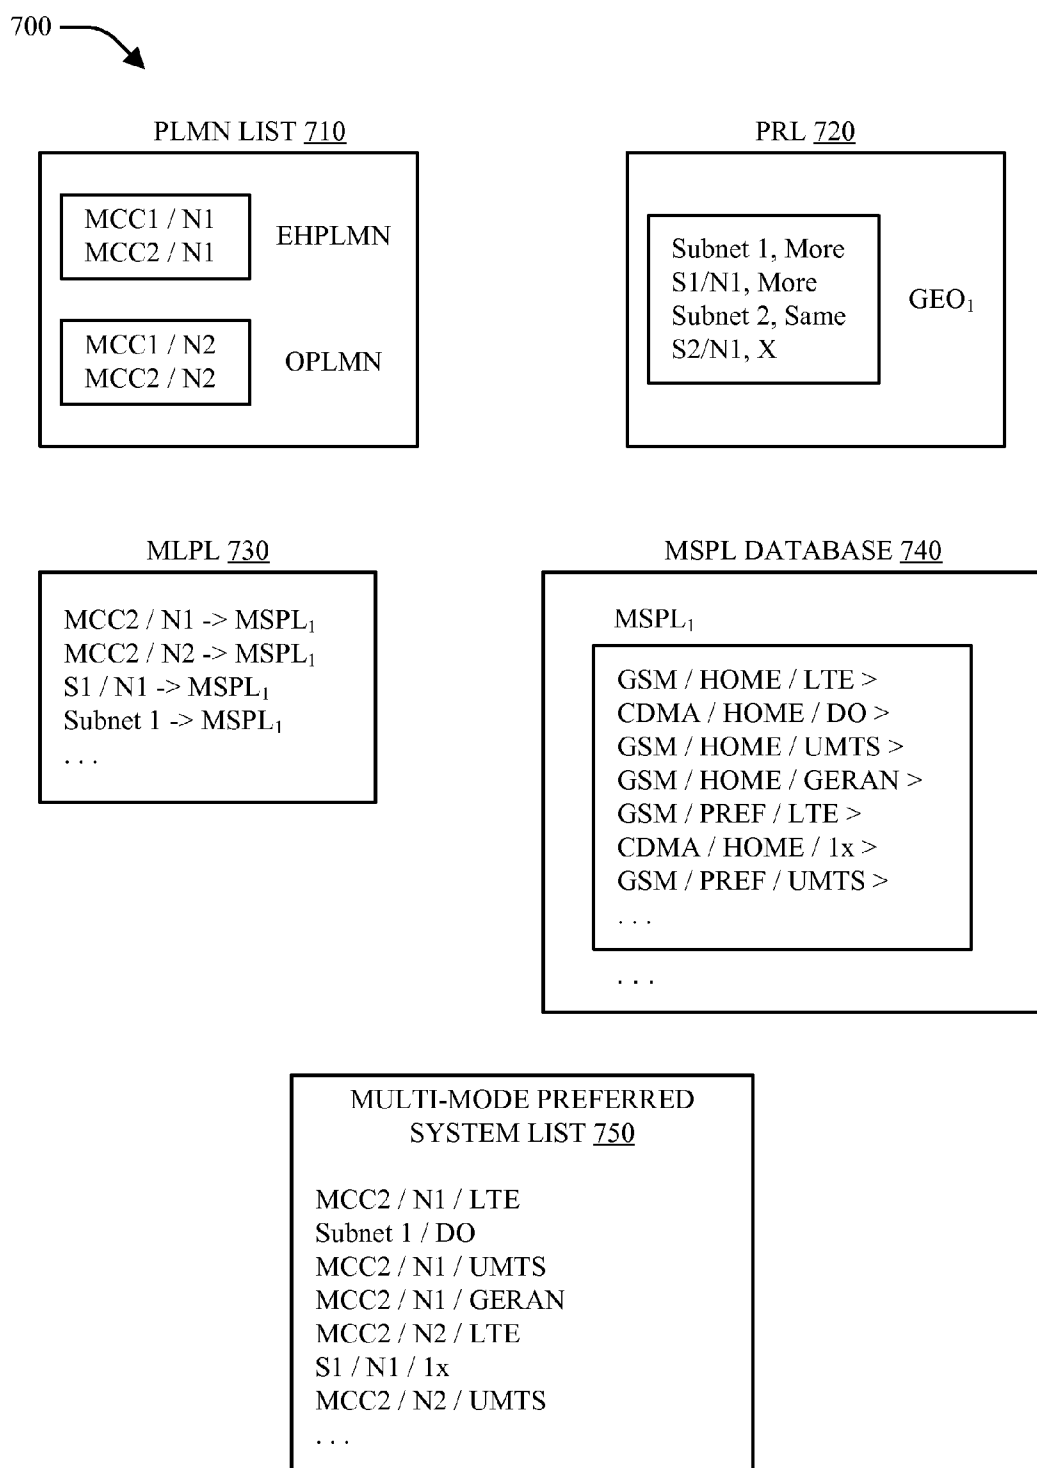 700
PLMN LIST 710
MCC1 / N1
MCC2 / N1
EHPLMN
MCC1 / N2
MCC2 / N2
OPLMN
PRL 720
Subnet 1, More
S1/N1, More
Subnet 2, Same
S2/N1, X
GEO₁
MLPL 730
MCC2 / N1 -> MSPL₁
MCC2 / N2 -> MSPL₁
S1 / N1 -> MSPL₁
Subnet 1 -> MSPL₁
. . .
MSPL DATABASE 740
MSPL₁
GSM / HOME / LTE >
CDMA / HOME / DO >
GSM / HOME / UMTS >
GSM / HOME / GERAN >
GSM / PREF / LTE >
CDMA / HOME / 1x >
GSM / PREF / UMTS >
. . .
. . .
MULTI-MODE PREFERRED
SYSTEM LIST 750
MCC2 / N1 / LTE
Subnet 1 / DO
MCC2 / N1 / UMTS
MCC2 / N1 / GERAN
MCC2 / N2 / LTE
S1 / N1 / 1x
MCC2 / N2 / UMTS
. . .